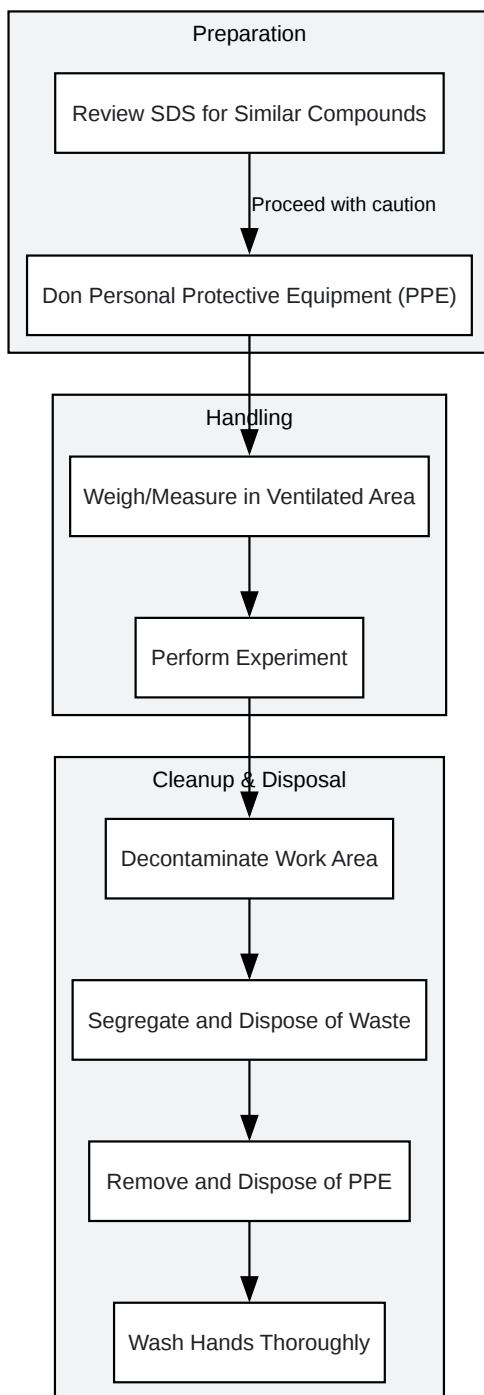 Preparation
Review SDS for Similar Compounds
Proceed with caution
Don Personal Protective Equipment (PPE)
Handling
Weigh/Measure in Ventilated Area
Perform Experiment
Cleanup & Disposal
Decontaminate Work Area
Segregate and Dispose of Waste
Remove and Dispose of PPE
Wash Hands Thoroughly